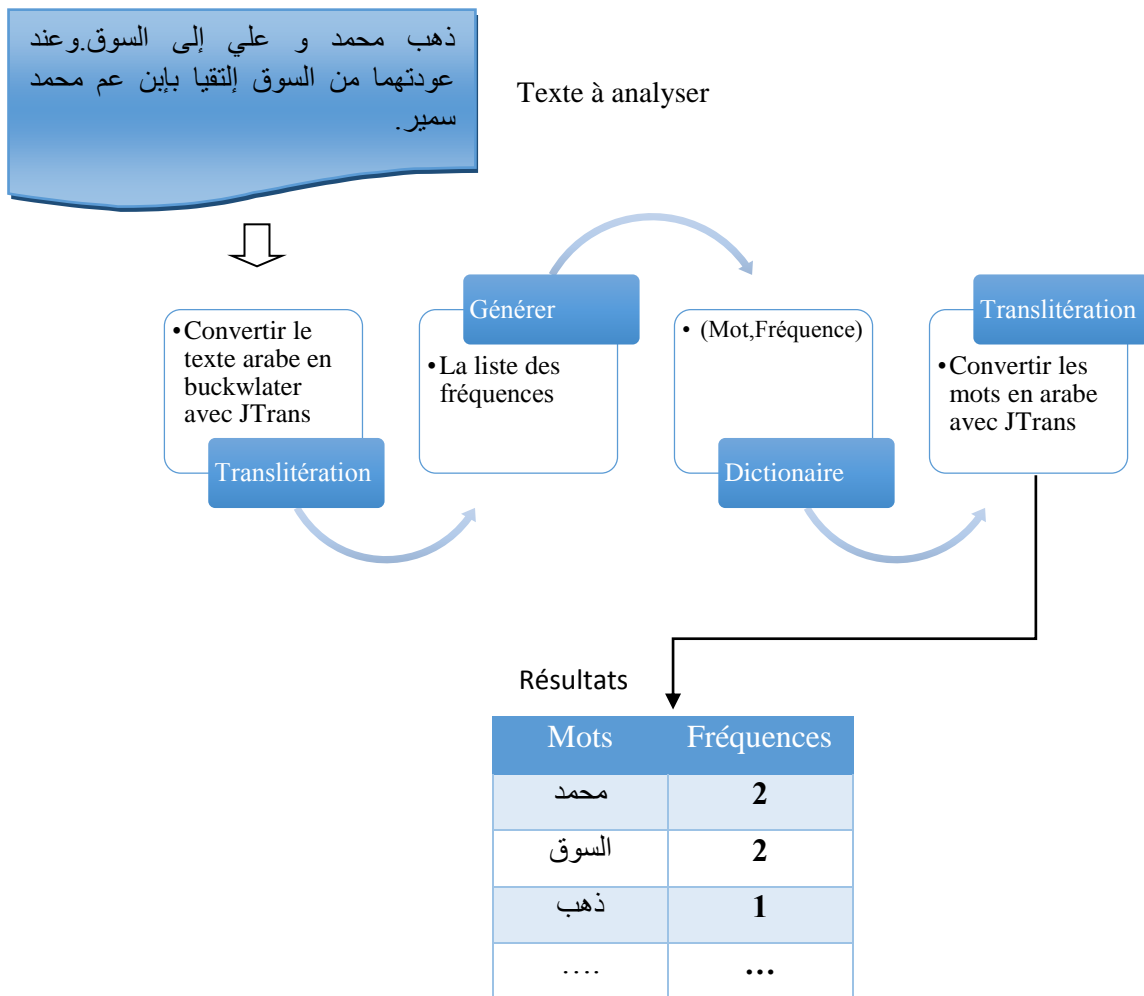 ذهب محمد و علي إلى السوق.وعند
عودتهما من السوق إلتقيا بإبن عم محمد
سمير.
Texte à analyser
•Convertir le
texte arabe en
buckwlater
avec JTrans
Translitération
Générer
•La liste des
fréquences
• (Mot,Fréquence)
Dictionaire
Translitération
•Convertir les
mots en arabe
avec JTrans
Résultats
Mots Fréquences
محمد 2
السوق 2
ذهب 1
.... ...